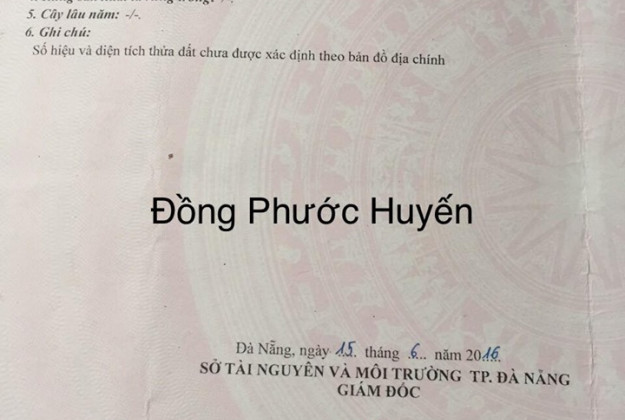 5. Cây lâu năm: -/-.
6. Ghi chú:
Số hiệu và diện tích thửa đất chưa được xác định theo bản đồ địa chính
Đồng Phước Huyến
Đà Nẵng, ngày 15 tháng 6 năm 2016
SỞ TÀI NGUYÊN VÀ MÔI TRƯỜNG TP. ĐÀ NẴNG
GIÁM ĐỐC